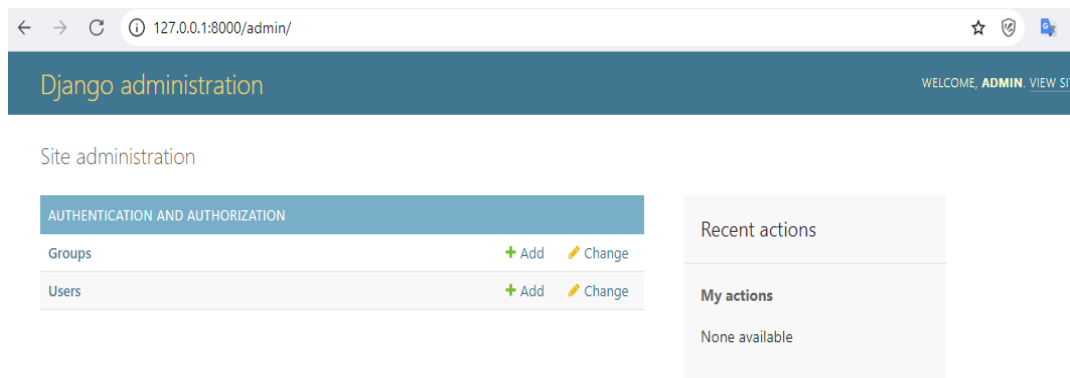 127.0.0.1:8000/admin/
Django administration
WELCOME, ADMIN. VIEW SI
Site administration
AUTHENTICATION AND AUTHORIZATION
Groups + Add Change
Users + Add Change
Recent actions
My actions
None available